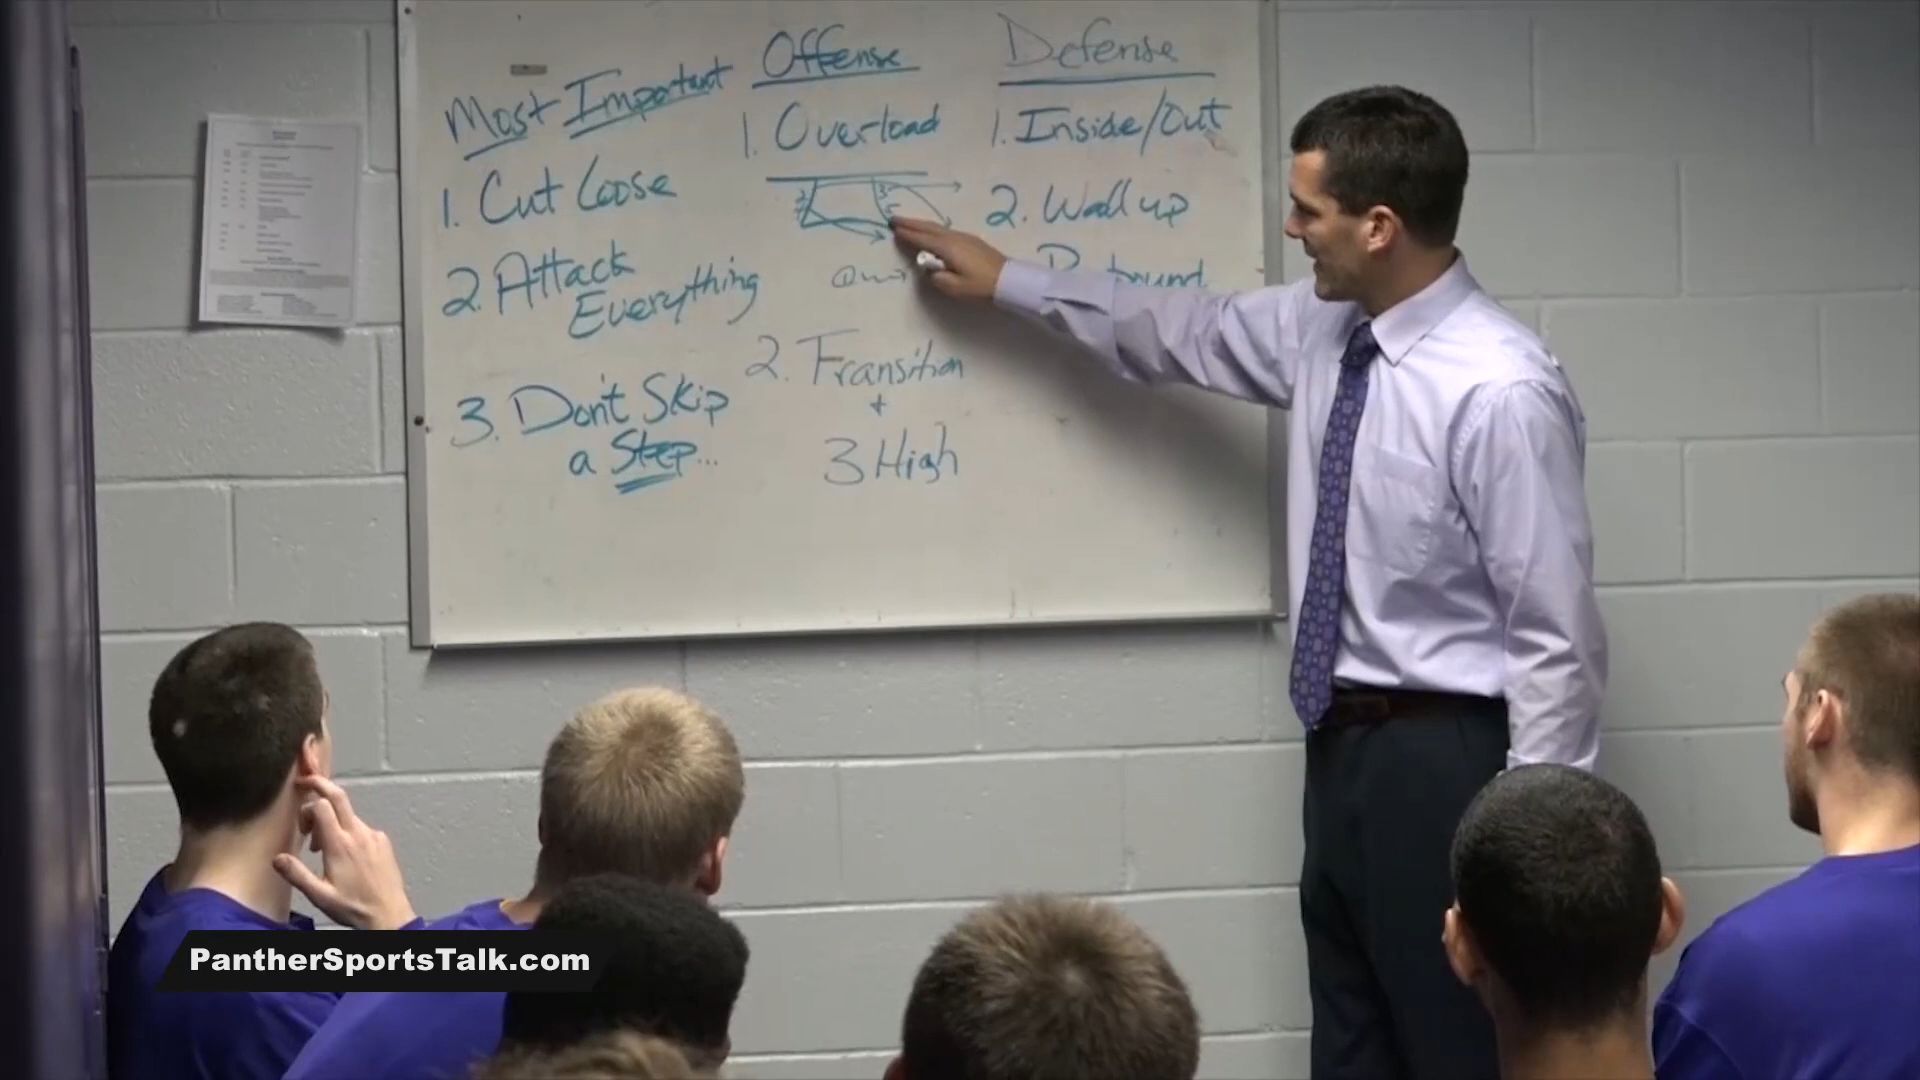 Most Important
1. Cut Loose
2. Attack
Everything
3. Don't Skip
a Step...
Offense
1. Overload
2. Transition
+
3 High
Defense
1. Inside/Out
2. Wall up
PantherSportsTalk.com